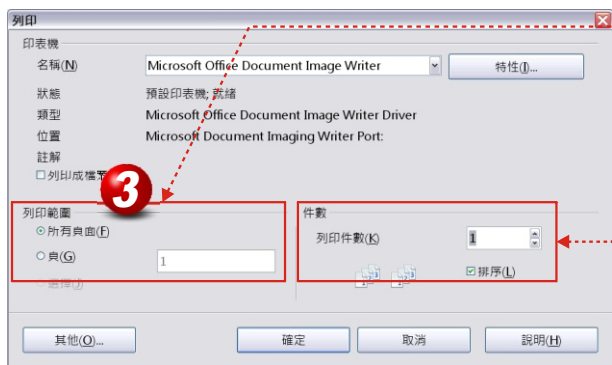 列印
印表機
名稱(N) Microsoft Office Document Image Writer 特性(I)...
狀態 預設印表機; 就緒
類型 Microsoft Office Document Image Writer Driver
位置 Microsoft Document Imaging Writer Port:
註解
列印成檔案
3
列印範圍 件數
所有頁面(F) 列印件數(K) 1
頁(G) 1 排序(L)
選擇(J)
其他(O)... 確定 取消 說明(H)